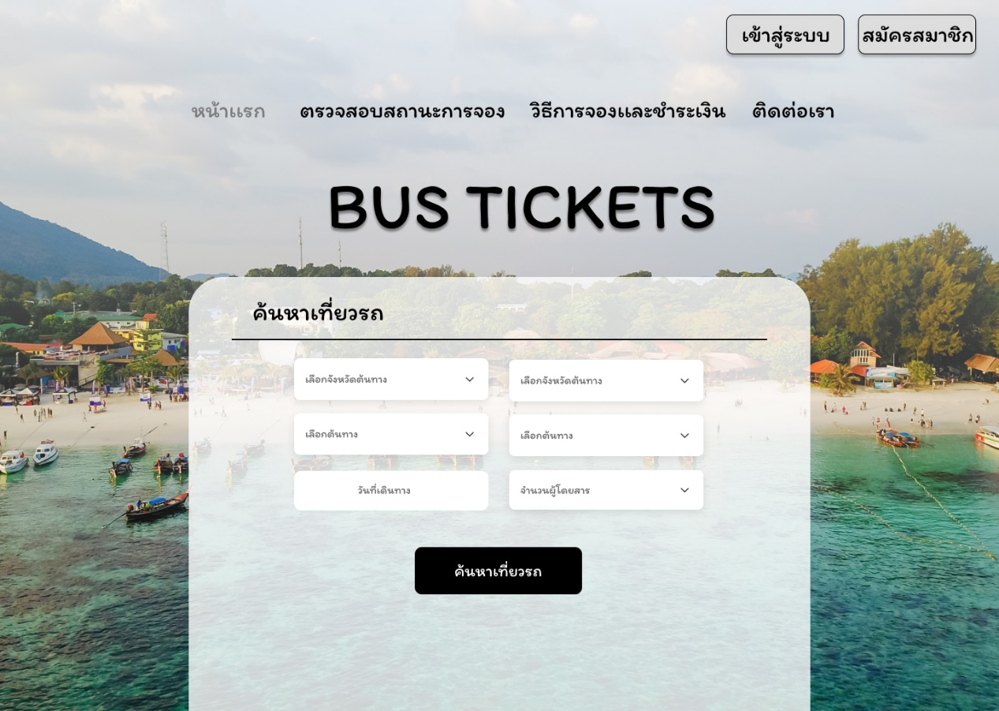 เข้าสู่ระบบ สมัครสมาชิก
หน้าแรก ตรวจสอบสถานะการจอง วิธีการจองและชำระเงิน ติดต่อเรา
BUS TICKETS
ค้นหาเที่ยวรถ
เลือกจังหวัดต้นทาง เลือกจังหวัดต้นทาง
เลือกต้นทาง เลือกต้นทาง
วันที่เดินทาง จำนวนผู้โดยสาร
ค้นหาเที่ยวรถ